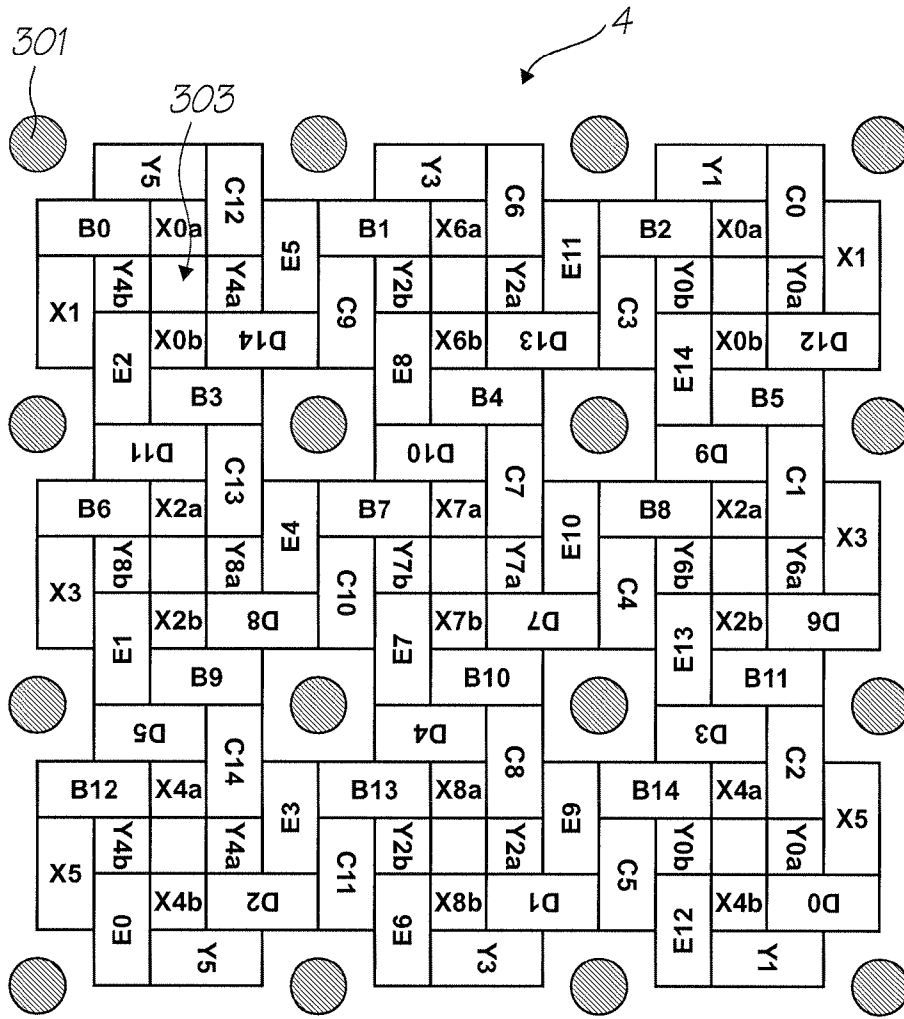 4
301
303
Y5 C12 Y3 C6 Y1 C0
B0 X0a E5 B1 X6a E11 B2 X0a X1
X1 Y4b Y4a C9 Y2b Y2a C3 Y0b Y0a
E2 X0b D14 E8 X6b D13 E14 X0b D12
B3 B4 B5
D11 C13 D10 C7 D9 C1
B6 X2a E4 B7 X7a E10 B8 X2a X3
X3 Y8b Y8a C10 Y7b Y7a C4 Y6b Y6a
E1 X2b D8 E7 X7b D7 E13 X2b D6
B9 B10 B11
D5 C14 D4 C8 D3 C2
B12 X4a E3 B13 X8a E9 B14 X4a X5
X5 Y4b Y4a C11 Y2b Y2a C5 Y0b Y0a
E0 X4b D2 E6 X8b D1 E12 X4b D0
Y5 Y3 Y1